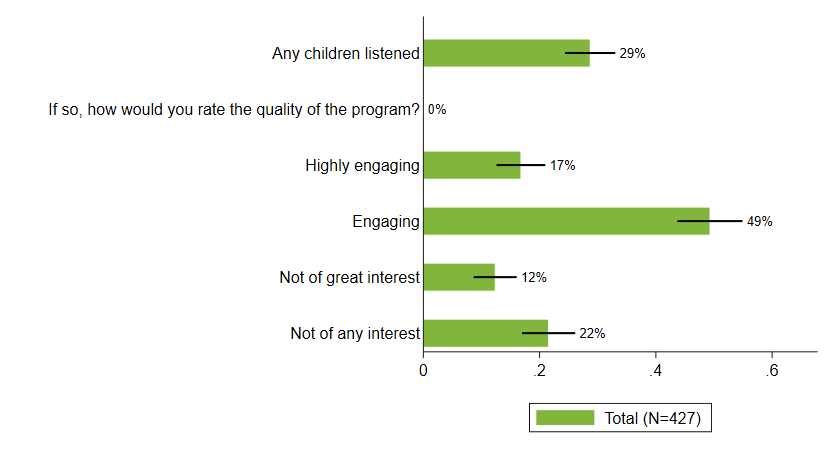 Any children listened 29%
If so, how would you rate the quality of the program? 0%
Highly engaging 17%
Engaging 49%
Not of great interest 12%
Not of any interest 22%
0 .2 .4 .6
Total (N=427)